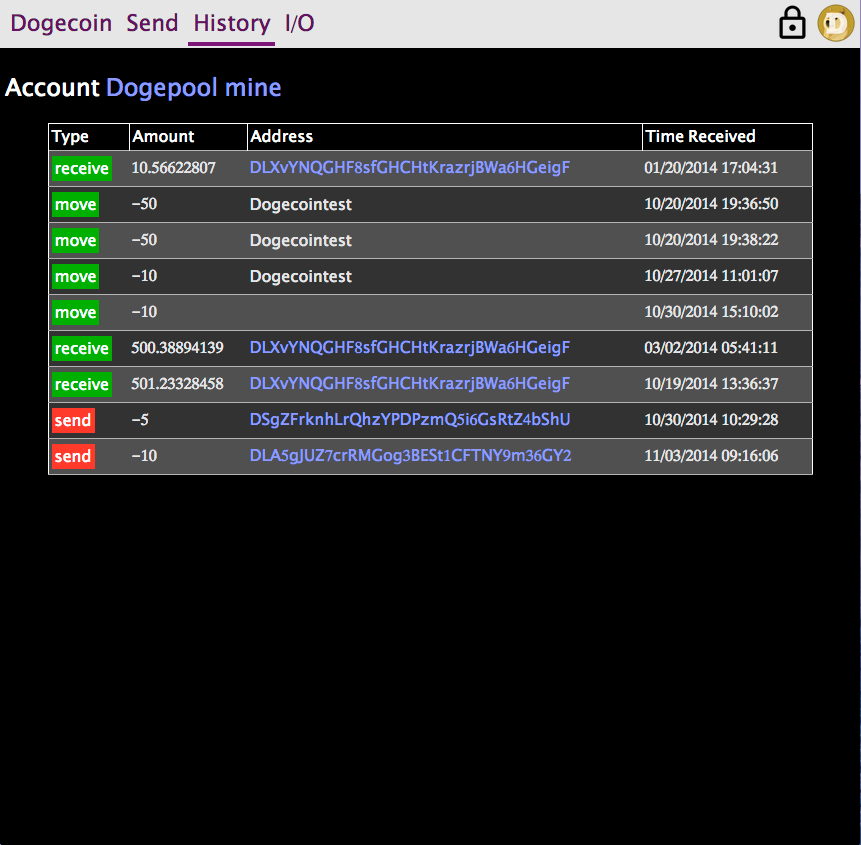 Dogecoin Send History I/O
Account Dogepool mine
Type Amount Address Time Received
receive 10.56622807 DLXvYNQGHF8sfGHCHtKrazrjBWa6HGeigF 01/20/2014 17:04:31
move −50 Dogecointest 10/20/2014 19:36:50
move −50 Dogecointest 10/20/2014 19:38:22
move −10 Dogecointest 10/27/2014 11:01:07
move −10 10/30/2014 15:10:02
receive 500.38894139 DLXvYNQGHF8sfGHCHtKrazrjBWa6HGeigF 03/02/2014 05:41:11
receive 501.23328458 DLXvYNQGHF8sfGHCHtKrazrjBWa6HGeigF 10/19/2014 13:36:37
send −5 DSgZFrknhLrQhzYPDPzmQ5i6GsRtZ4bShU 10/30/2014 10:29:28
send −10 DLA5gJUZ7crRMGog3BESt1CFTNY9m36GY2 11/03/2014 09:16:06